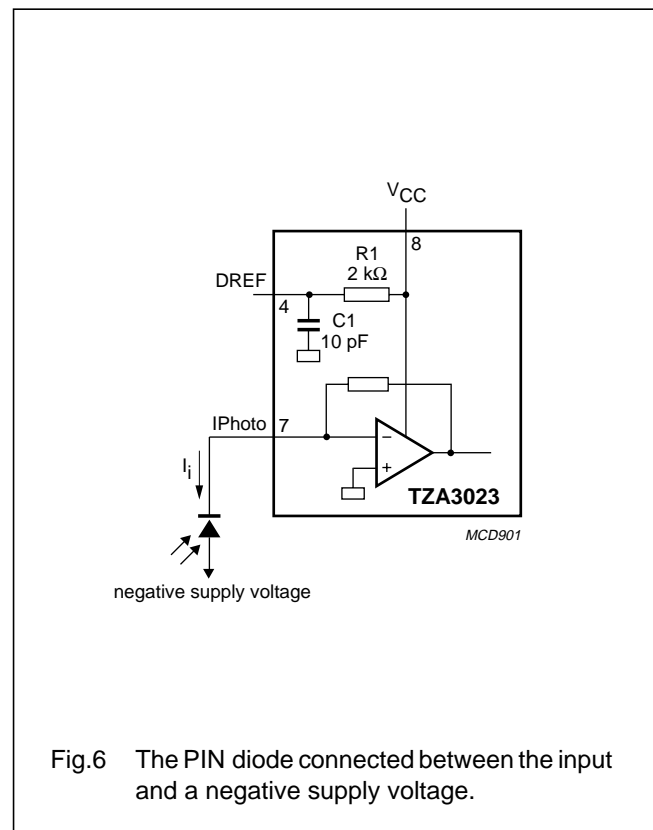 VCC
8
R1
2 kΩ
DREF
4
C1
10 pF
IPhoto 7
Ii
−
+
TZA3023
MCD901
negative supply voltage
Fig.6 The PIN diode connected between the input
and a negative supply voltage.